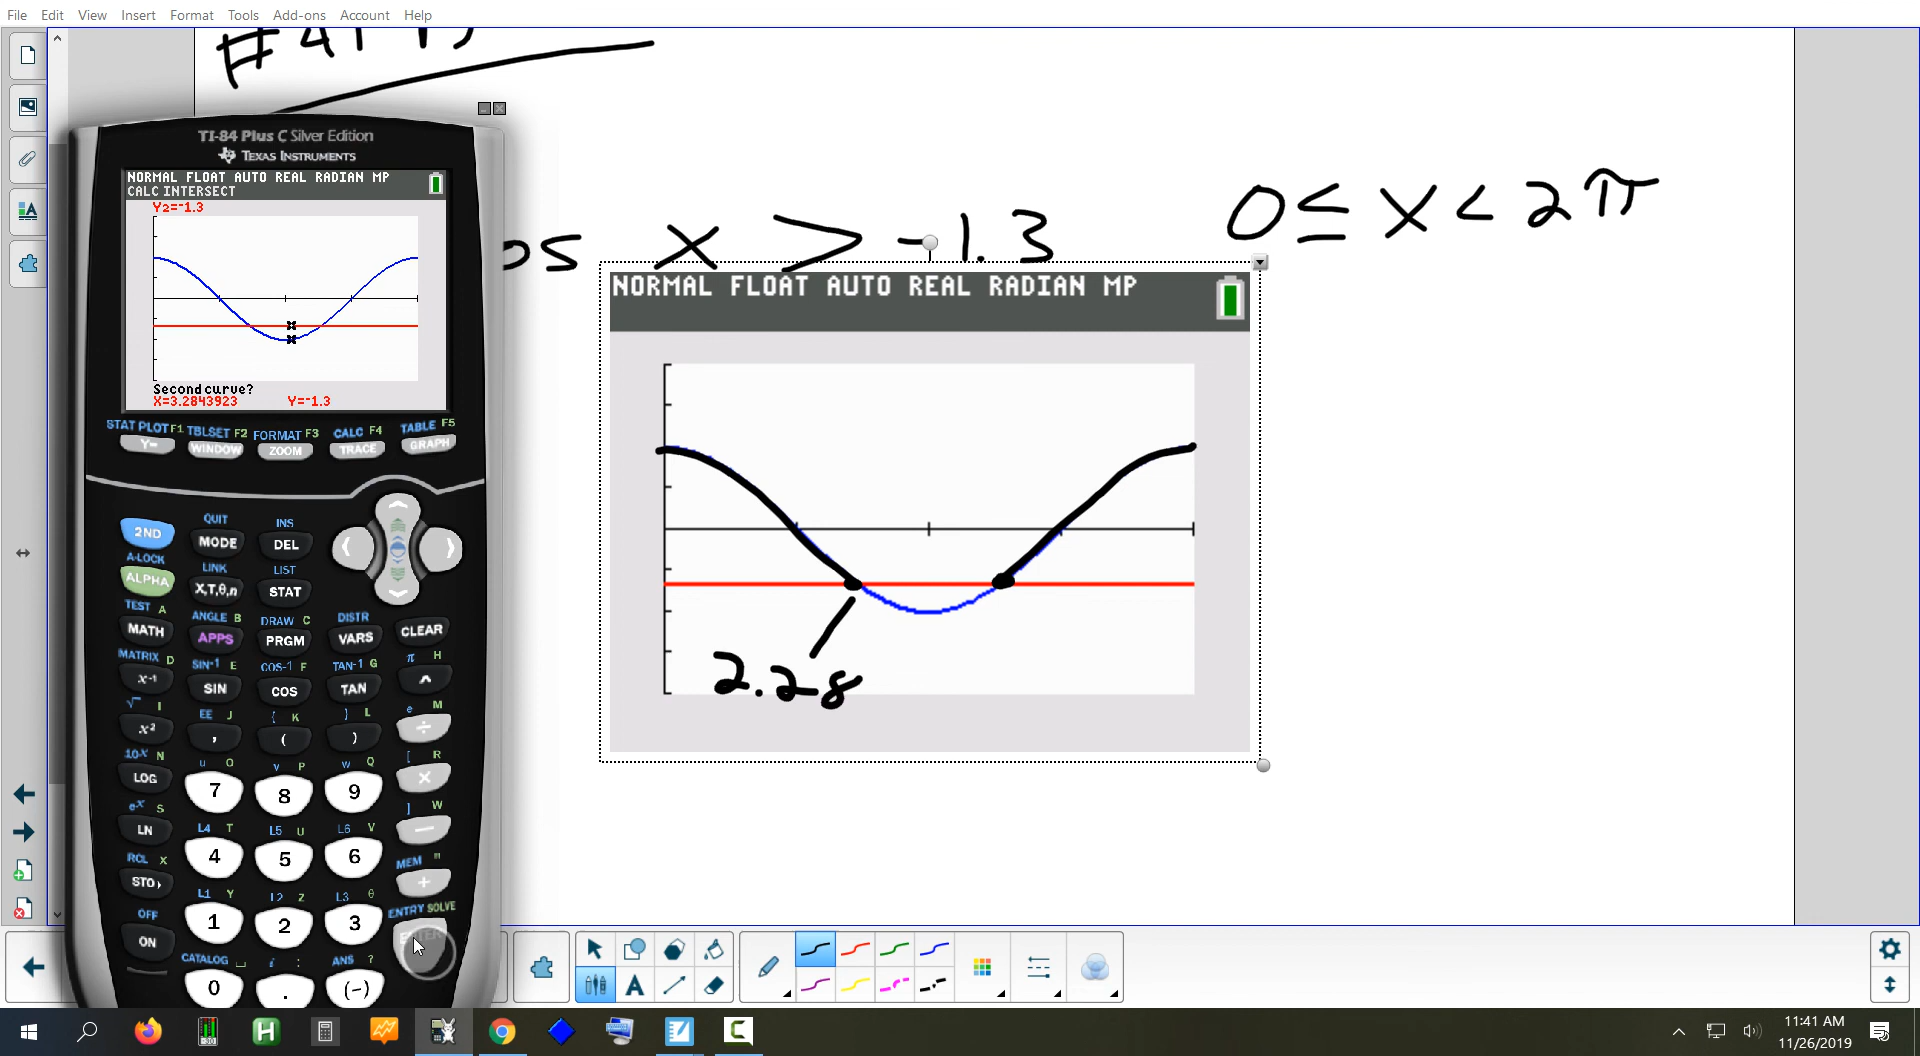 File Edit View Insert Format Tools Add-ons Account Help
TI-84 Plus C Silver Edition
TEXAS INSTRUMENTS
NORMAL FLOAT AUTO REAL RADIAN MP
CALC INTERSECT
Y2=-1.3
Second curve?
X=3.2843923 Y=-1.3
STAT PLOT F1 TBLSET F2 FORMAT F3 CALC F4 TABLE F5
Y= WINDOW ZOOM TRACE GRAPH
QUIT INS
2ND MODE DEL
A-LOCK LINK LIST
ALPHA X,T,θ,n STAT
TEST A ANGLE B DRAW C DISTR
MATH APPS PRGM VARS CLEAR
MATRIX D SIN-1 E COS-1 F TAN-1 G π H
x-1 SIN COS TAN ^
√ I EE J { K } L e M
x² , ( ) ÷
10x N u O v P w Q [ R
LOG 7 8 9 ×
ex S L4 T L5 U L6 V ] W
LN 4 5 6 −
RCL X L1 Y L2 Z L3 θ MEM "
STO› 1 2 3 +
OFF CATALOG ⎵ i : ANS ? ENTRY SOLVE
ON 0 . (-)
os x > -1.3
0 ≤ x < 2π
NORMAL FLOAT AUTO REAL RADIAN MP
2.28
A
11:41 AM
11/26/2019